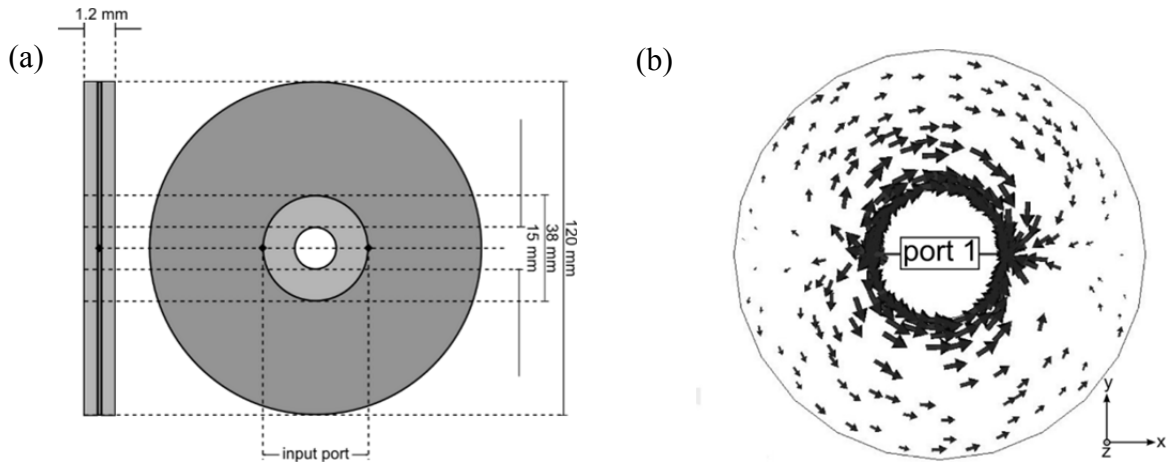 1.2 mm
(a)
15 mm
38 mm
120 mm
input port
(b)
port 1
y
z
x